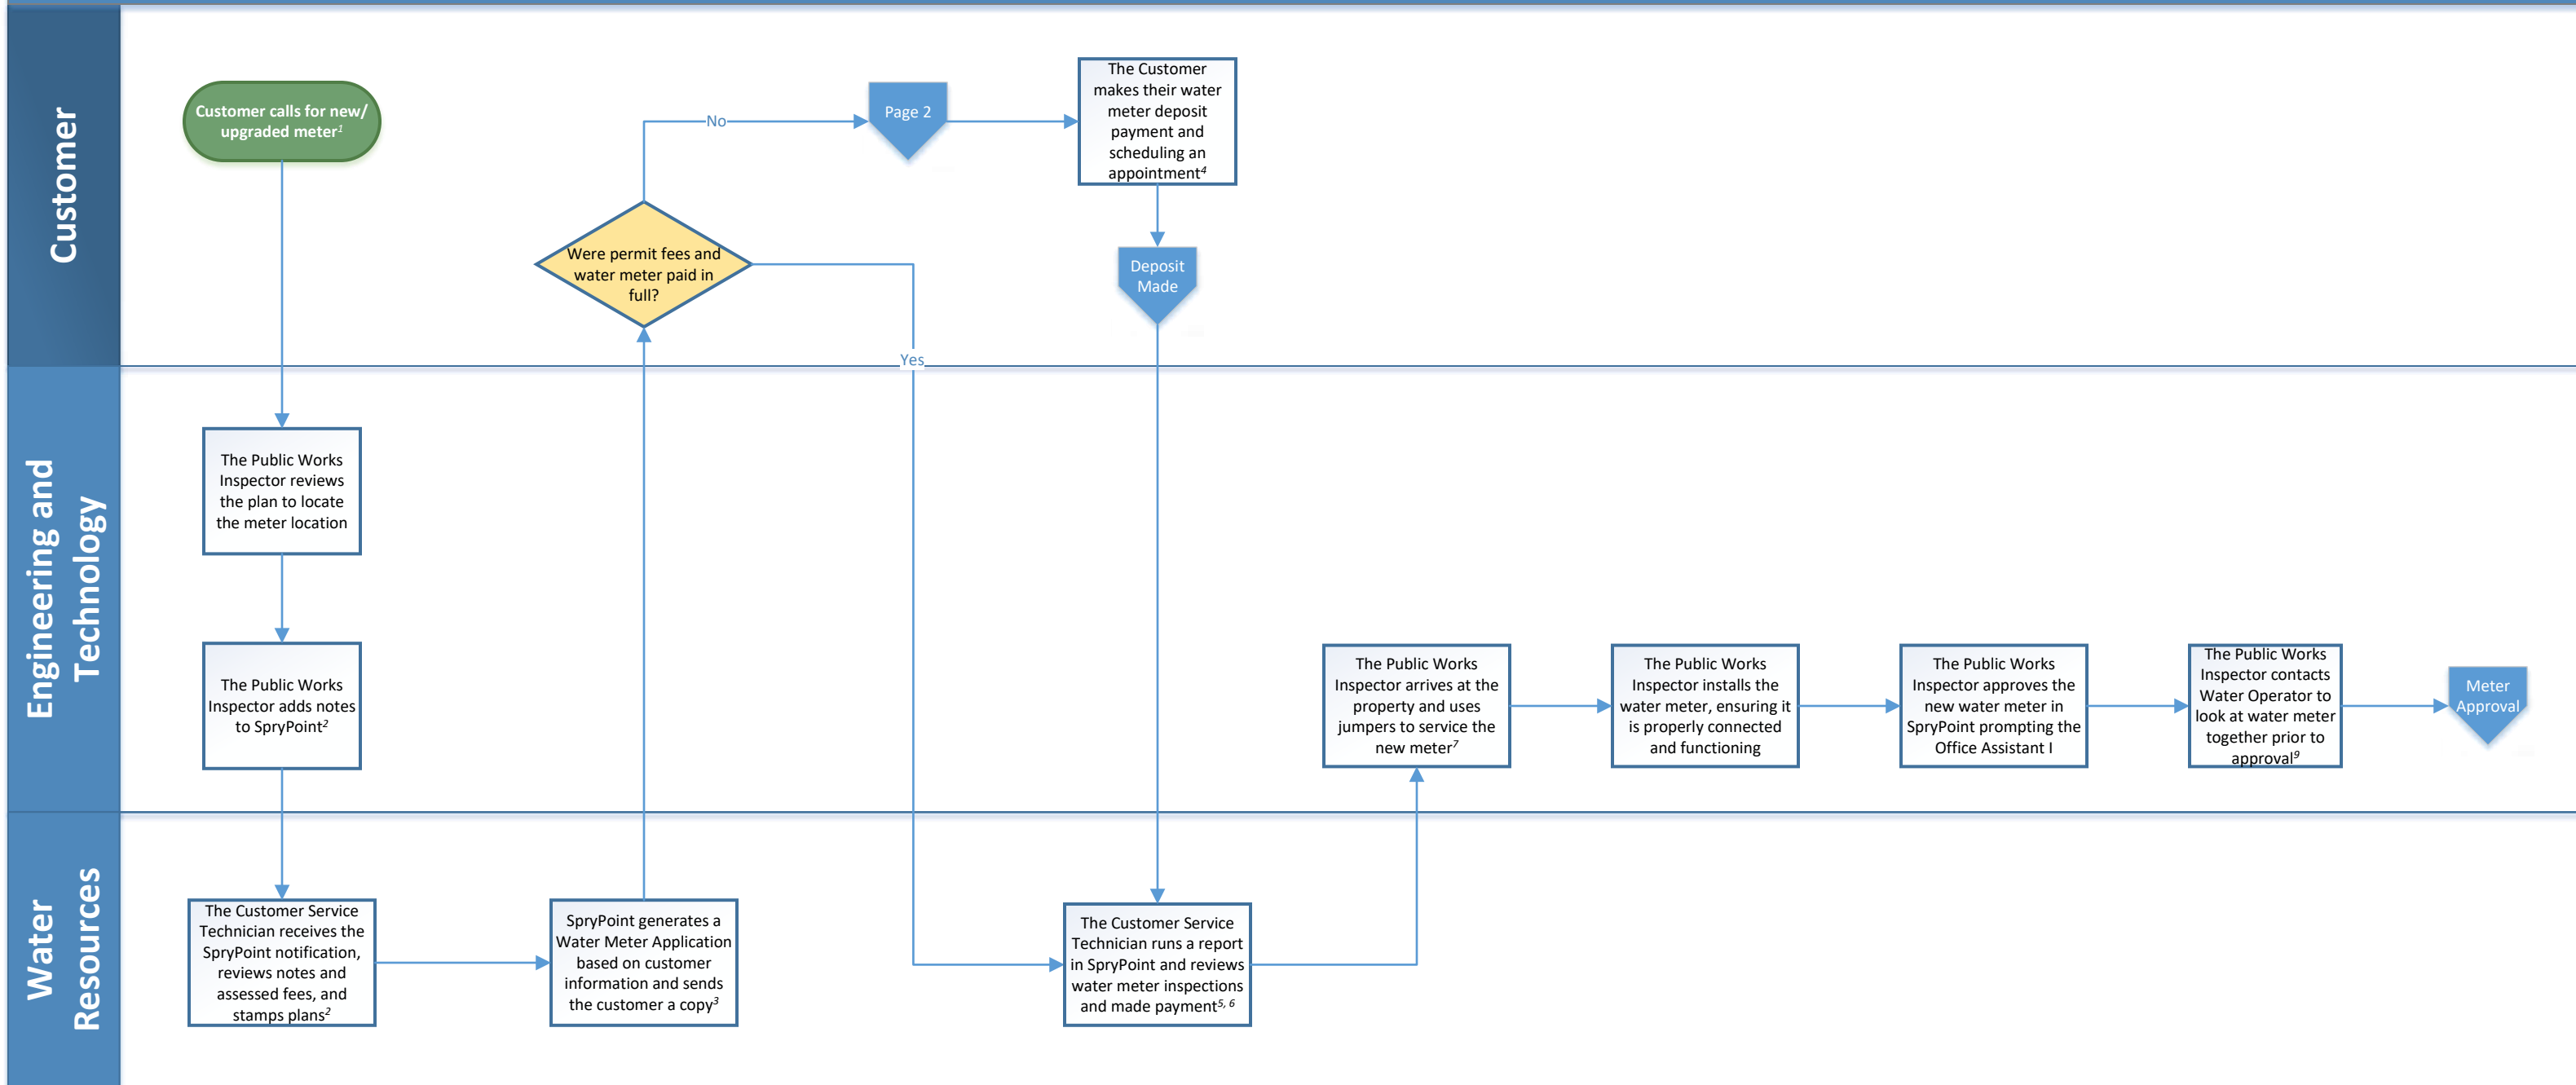 Customer
Customer calls for new/
upgraded meter1
No
Page 2
The Customer
makes their water
meter deposit
payment and
scheduling an
appointment4
Were permit fees and
water meter paid in
full?
Deposit
Made
Yes
Engineering and
Technology
The Public Works
Inspector reviews
the plan to locate
the meter location
The Public Works
Inspector adds notes
to SpryPoint2
The Public Works
Inspector arrives at the
property and uses
jumpers to service the
new meter7
The Public Works
Inspector installs the
water meter, ensuring it
is properly connected
and functioning
The Public Works
Inspector approves the
new water meter in
SpryPoint prompting the
Office Assistant I
The Public Works
Inspector contacts
Water Operator to
look at water meter
together prior to
approval9
Meter
Approval
Water
Resources
The Customer Service
Technician receives the
SpryPoint notification,
reviews notes and
assessed fees, and
stamps plans2
SpryPoint generates a
Water Meter Application
based on customer
information and sends
the customer a copy3
The Customer Service
Technician runs a report
in SpryPoint and reviews
water meter inspections
and made payment5, 6